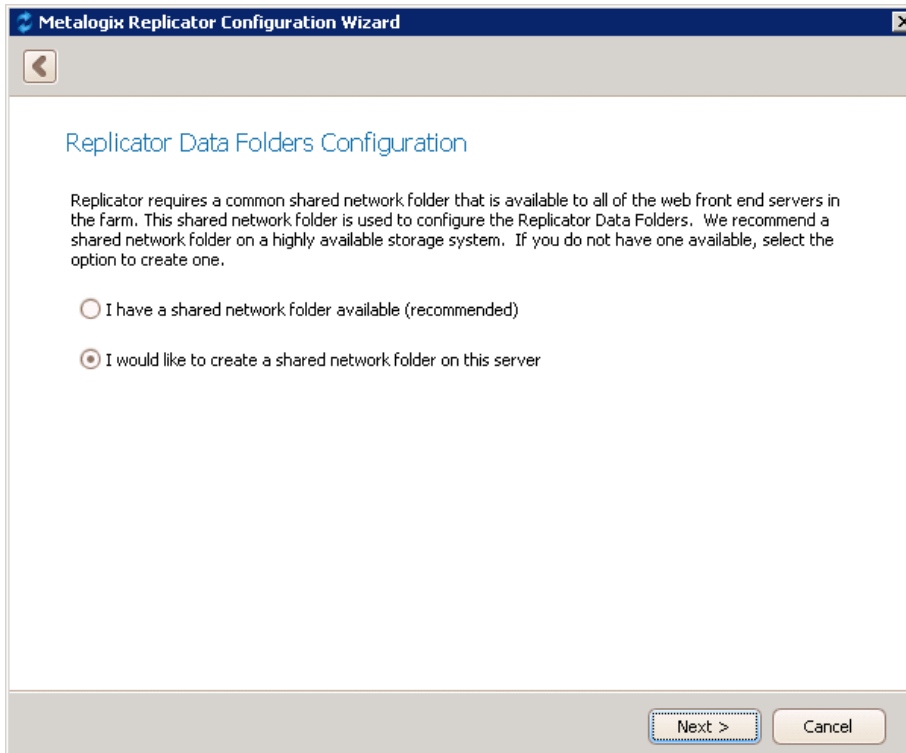 Metalogix Replicator Configuration Wizard
Replicator Data Folders Configuration
Replicator requires a common shared network folder that is available to all of the web front end servers in
the farm. This shared network folder is used to configure the Replicator Data Folders. We recommend a
shared network folder on a highly available storage system. If you do not have one available, select the
option to create one.
I have a shared network folder available (recommended)
I would like to create a shared network folder on this server
Next >
Cancel